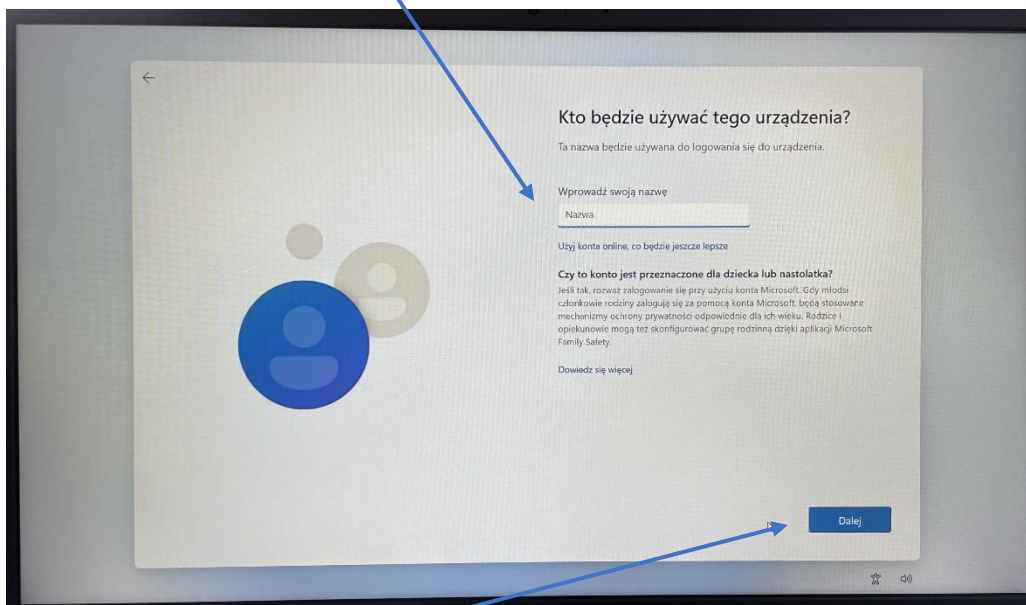 Kto będzie używać tego urządzenia?
Ta nazwa będzie używana do logowania się do urządzenia.
Wprowadź swoją nazwę
Nazwa
Użyj konta online, co będzie jeszcze lepsze
Czy to konto jest przeznaczone dla dziecka lub nastolatka?
Jeśli tak, rozważ zalogowanie się przy użyciu konta Microsoft. Gdy młodsi
członkowie rodziny zalogują się za pomocą konta Microsoft, będą stosowane
mechanizmy ochrony prywatności odpowiednie dla ich wieku. Rodzice i
opiekunowie mogą też skonfigurować grupę rodzinną dzięki aplikacji Microsoft
Family Safety.
Dowiedz się więcej
Dalej